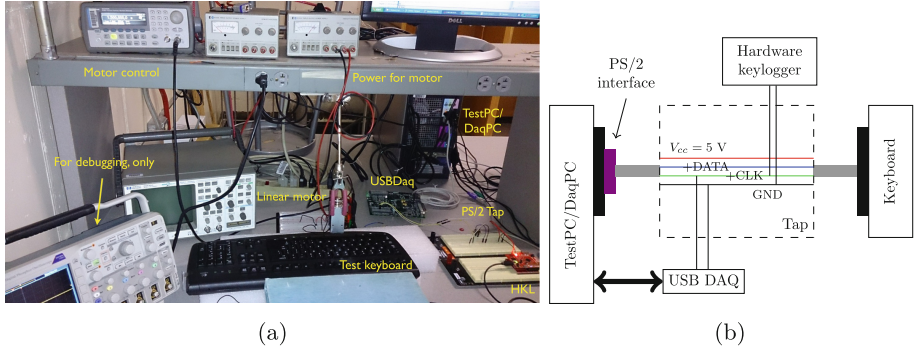 DELL
Motor control
Power for motor
TestPC/
DaqPC
For debugging, only
Linear motor
USBDaq
PS/2 Tap
Test keyboard
HKL
(a)
Hardware
keylogger
PS/2
interface
Vcc = 5 V
+DATA
+CLK
GND
Tap
TestPC/DaqPC
Keyboard
USB DAQ
(b)